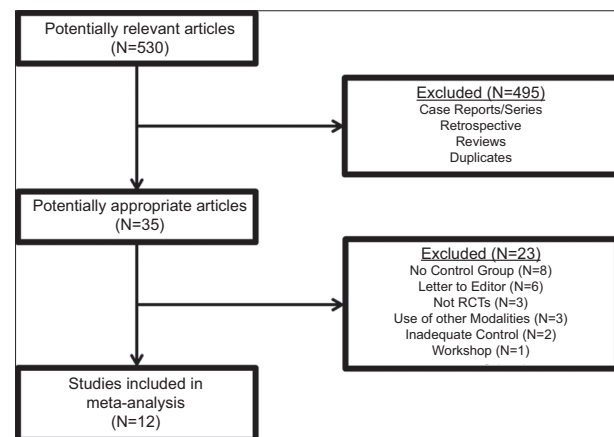 Potentially relevant articles
(N=530)
Excluded (N=495)
Case Reports/Series
Retrospective
Reviews
Duplicates
Potentially appropriate articles
(N=35)
Excluded (N=23)
No Control Group (N=8)
Letter to Editor (N=6)
Not RCTs (N=3)
Use of other Modalities (N=3)
Inadequate Control (N=2)
Workshop (N=1)
Studies included in
meta-analysis
(N=12)